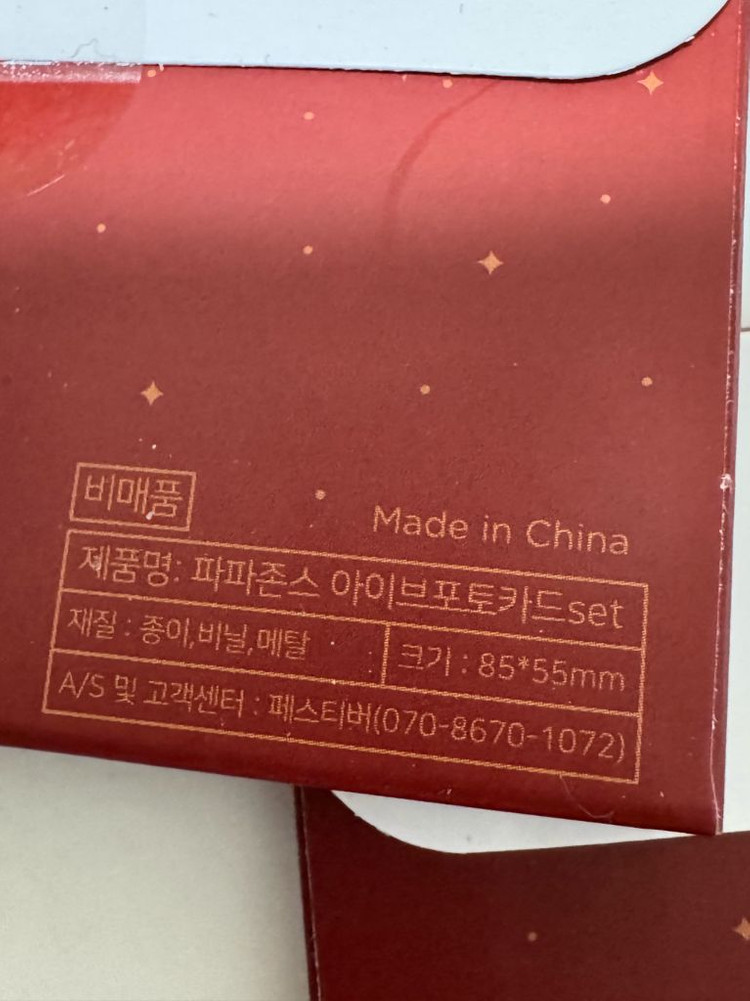 비매품
Made in China
제품명: 파파존스 아이브포토카드set
재질 : 종이,비닐,메탈
크기 : 85*55mm
A/S 및 고객센터 : 페스티버(070-8670-1072)